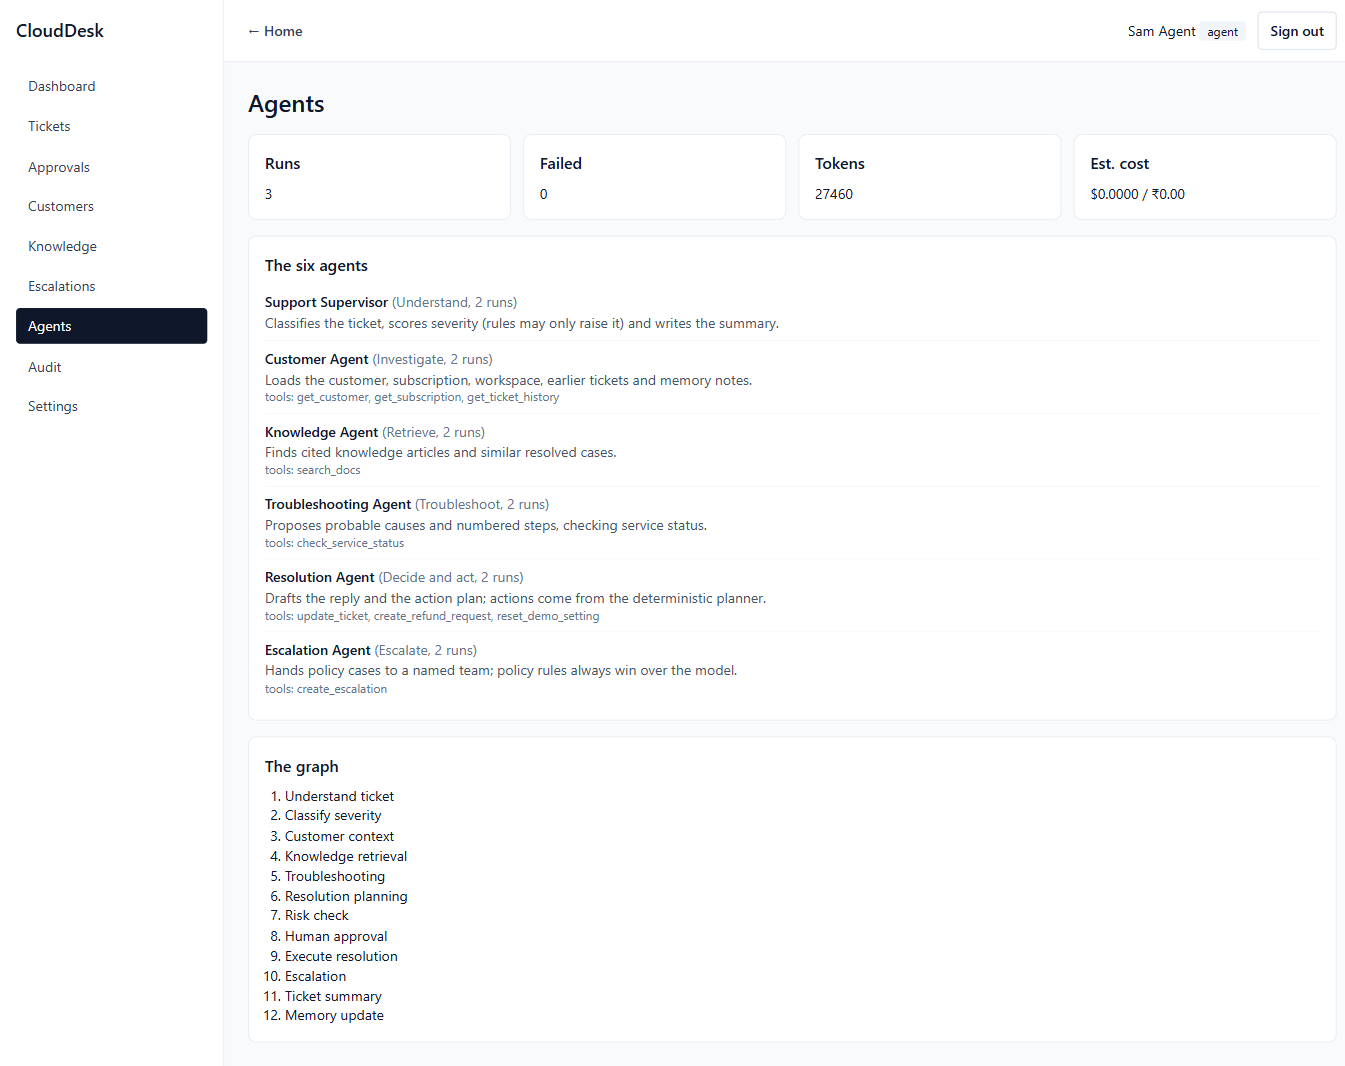 CloudDesk
← Home
Sam Agent agent Sign out
Dashboard
Tickets
Approvals
Customers
Knowledge
Escalations
Agents
Audit
Settings
Agents
Runs
3
Failed
0
Tokens
27460
Est. cost
$0.0000 / ₹0.00
The six agents
Support Supervisor (Understand, 2 runs)
Classifies the ticket, scores severity (rules may only raise it) and writes the summary.
Customer Agent (Investigate, 2 runs)
Loads the customer, subscription, workspace, earlier tickets and memory notes.
tools: get_customer, get_subscription, get_ticket_history
Knowledge Agent (Retrieve, 2 runs)
Finds cited knowledge articles and similar resolved cases.
tools: search_docs
Troubleshooting Agent (Troubleshoot, 2 runs)
Proposes probable causes and numbered steps, checking service status.
tools: check_service_status
Resolution Agent (Decide and act, 2 runs)
Drafts the reply and the action plan; actions come from the deterministic planner.
tools: update_ticket, create_refund_request, reset_demo_setting
Escalation Agent (Escalate, 2 runs)
Hands policy cases to a named team; policy rules always win over the model.
tools: create_escalation
The graph
1. Understand ticket
2. Classify severity
3. Customer context
4. Knowledge retrieval
5. Troubleshooting
6. Resolution planning
7. Risk check
8. Human approval
9. Execute resolution
10. Escalation
11. Ticket summary
12. Memory update